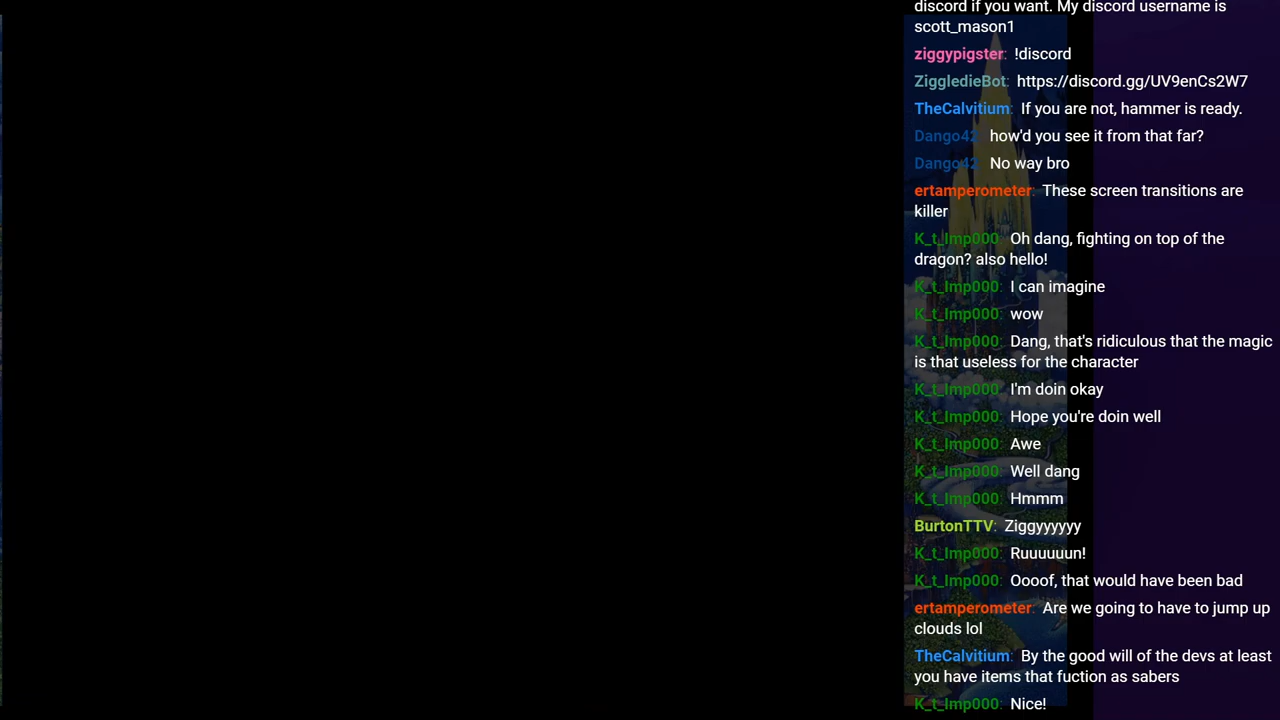 discord if you want. My discord username is
scott_mason1
ziggypigster: !discord
ZiggledieBot: https://discord.gg/UV9enCs2W7
TheCalvitium: If you are not, hammer is ready.
Dango42: how'd you see it from that far?
Dango42: No way bro
ertamperometer: These screen transitions are
killer
K_t_Imp000: Oh dang, fighting on top of the
dragon? also hello!
K_t_Imp000: I can imagine
K_t_Imp000: wow
K_t_Imp000: Dang, that's ridiculous that the magic
is that useless for the character
K_t_Imp000: I'm doin okay
K_t_Imp000: Hope you're doin well
K_t_Imp000: Awe
K_t_Imp000: Well dang
K_t_Imp000: Hmmm
BurtonTTV: Ziggyyyyyy
K_t_Imp000: Ruuuuuun!
K_t_Imp000: Oooof, that would have been bad
ertamperometer: Are we going to have to jump up
clouds lol
TheCalvitium: By the good will of the devs at least
you have items that fuction as sabers
K_t_Imp000: Nice!